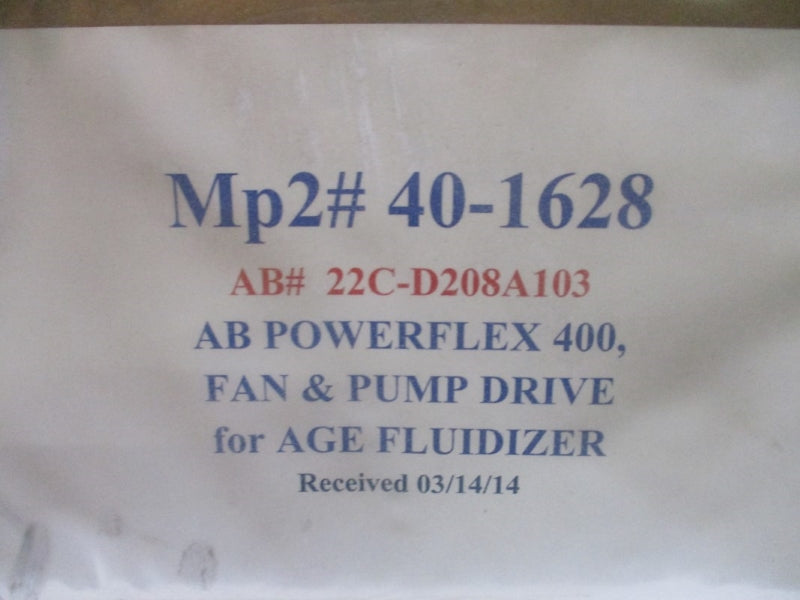 Mp2# 40-1628
AB# 22C-D208A103
AB POWERFLEX 400,
FAN & PUMP DRIVE
for AGE FLUIDIZER
Received 03/14/14